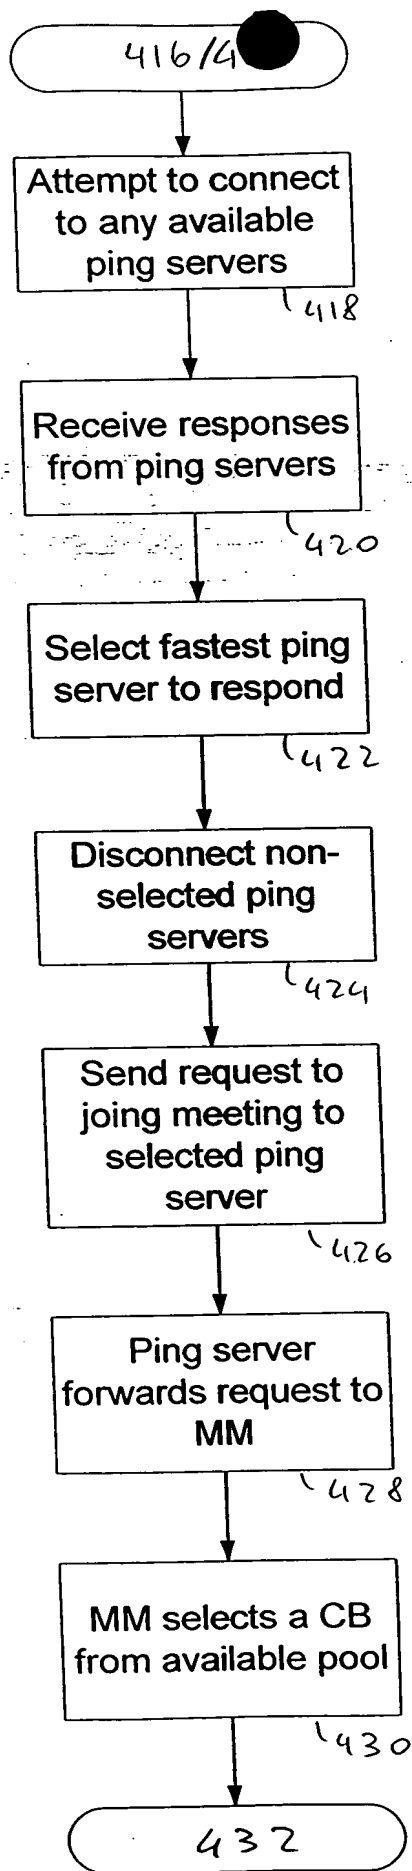 416/4
Attempt to connect
to any available
ping servers
418
Receive responses
from ping servers
420
Select fastest ping
server to respond
422
Disconnect non-
selected ping
servers
424
Send request to
joing meeting to
selected ping
server
426
Ping server
forwards request to
MM
428
MM selects a CB
from available pool
430
432